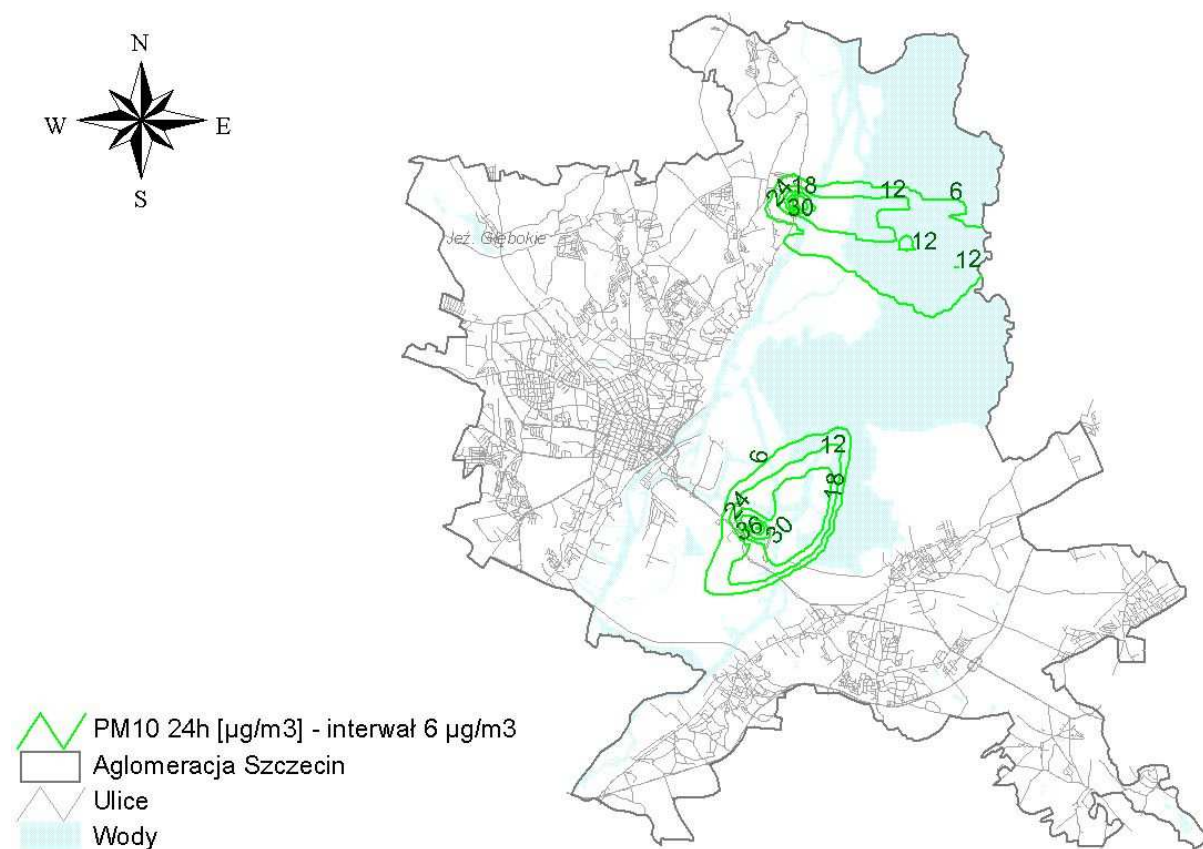 N
W E
S
24 18 12 6
30
Jez. Głębokie
12
12
12
6
18
24
36 30
PM10 24h [µg/m3] - interwał 6 µg/m3
Aglomeracja Szczecin
Ulice
Wody